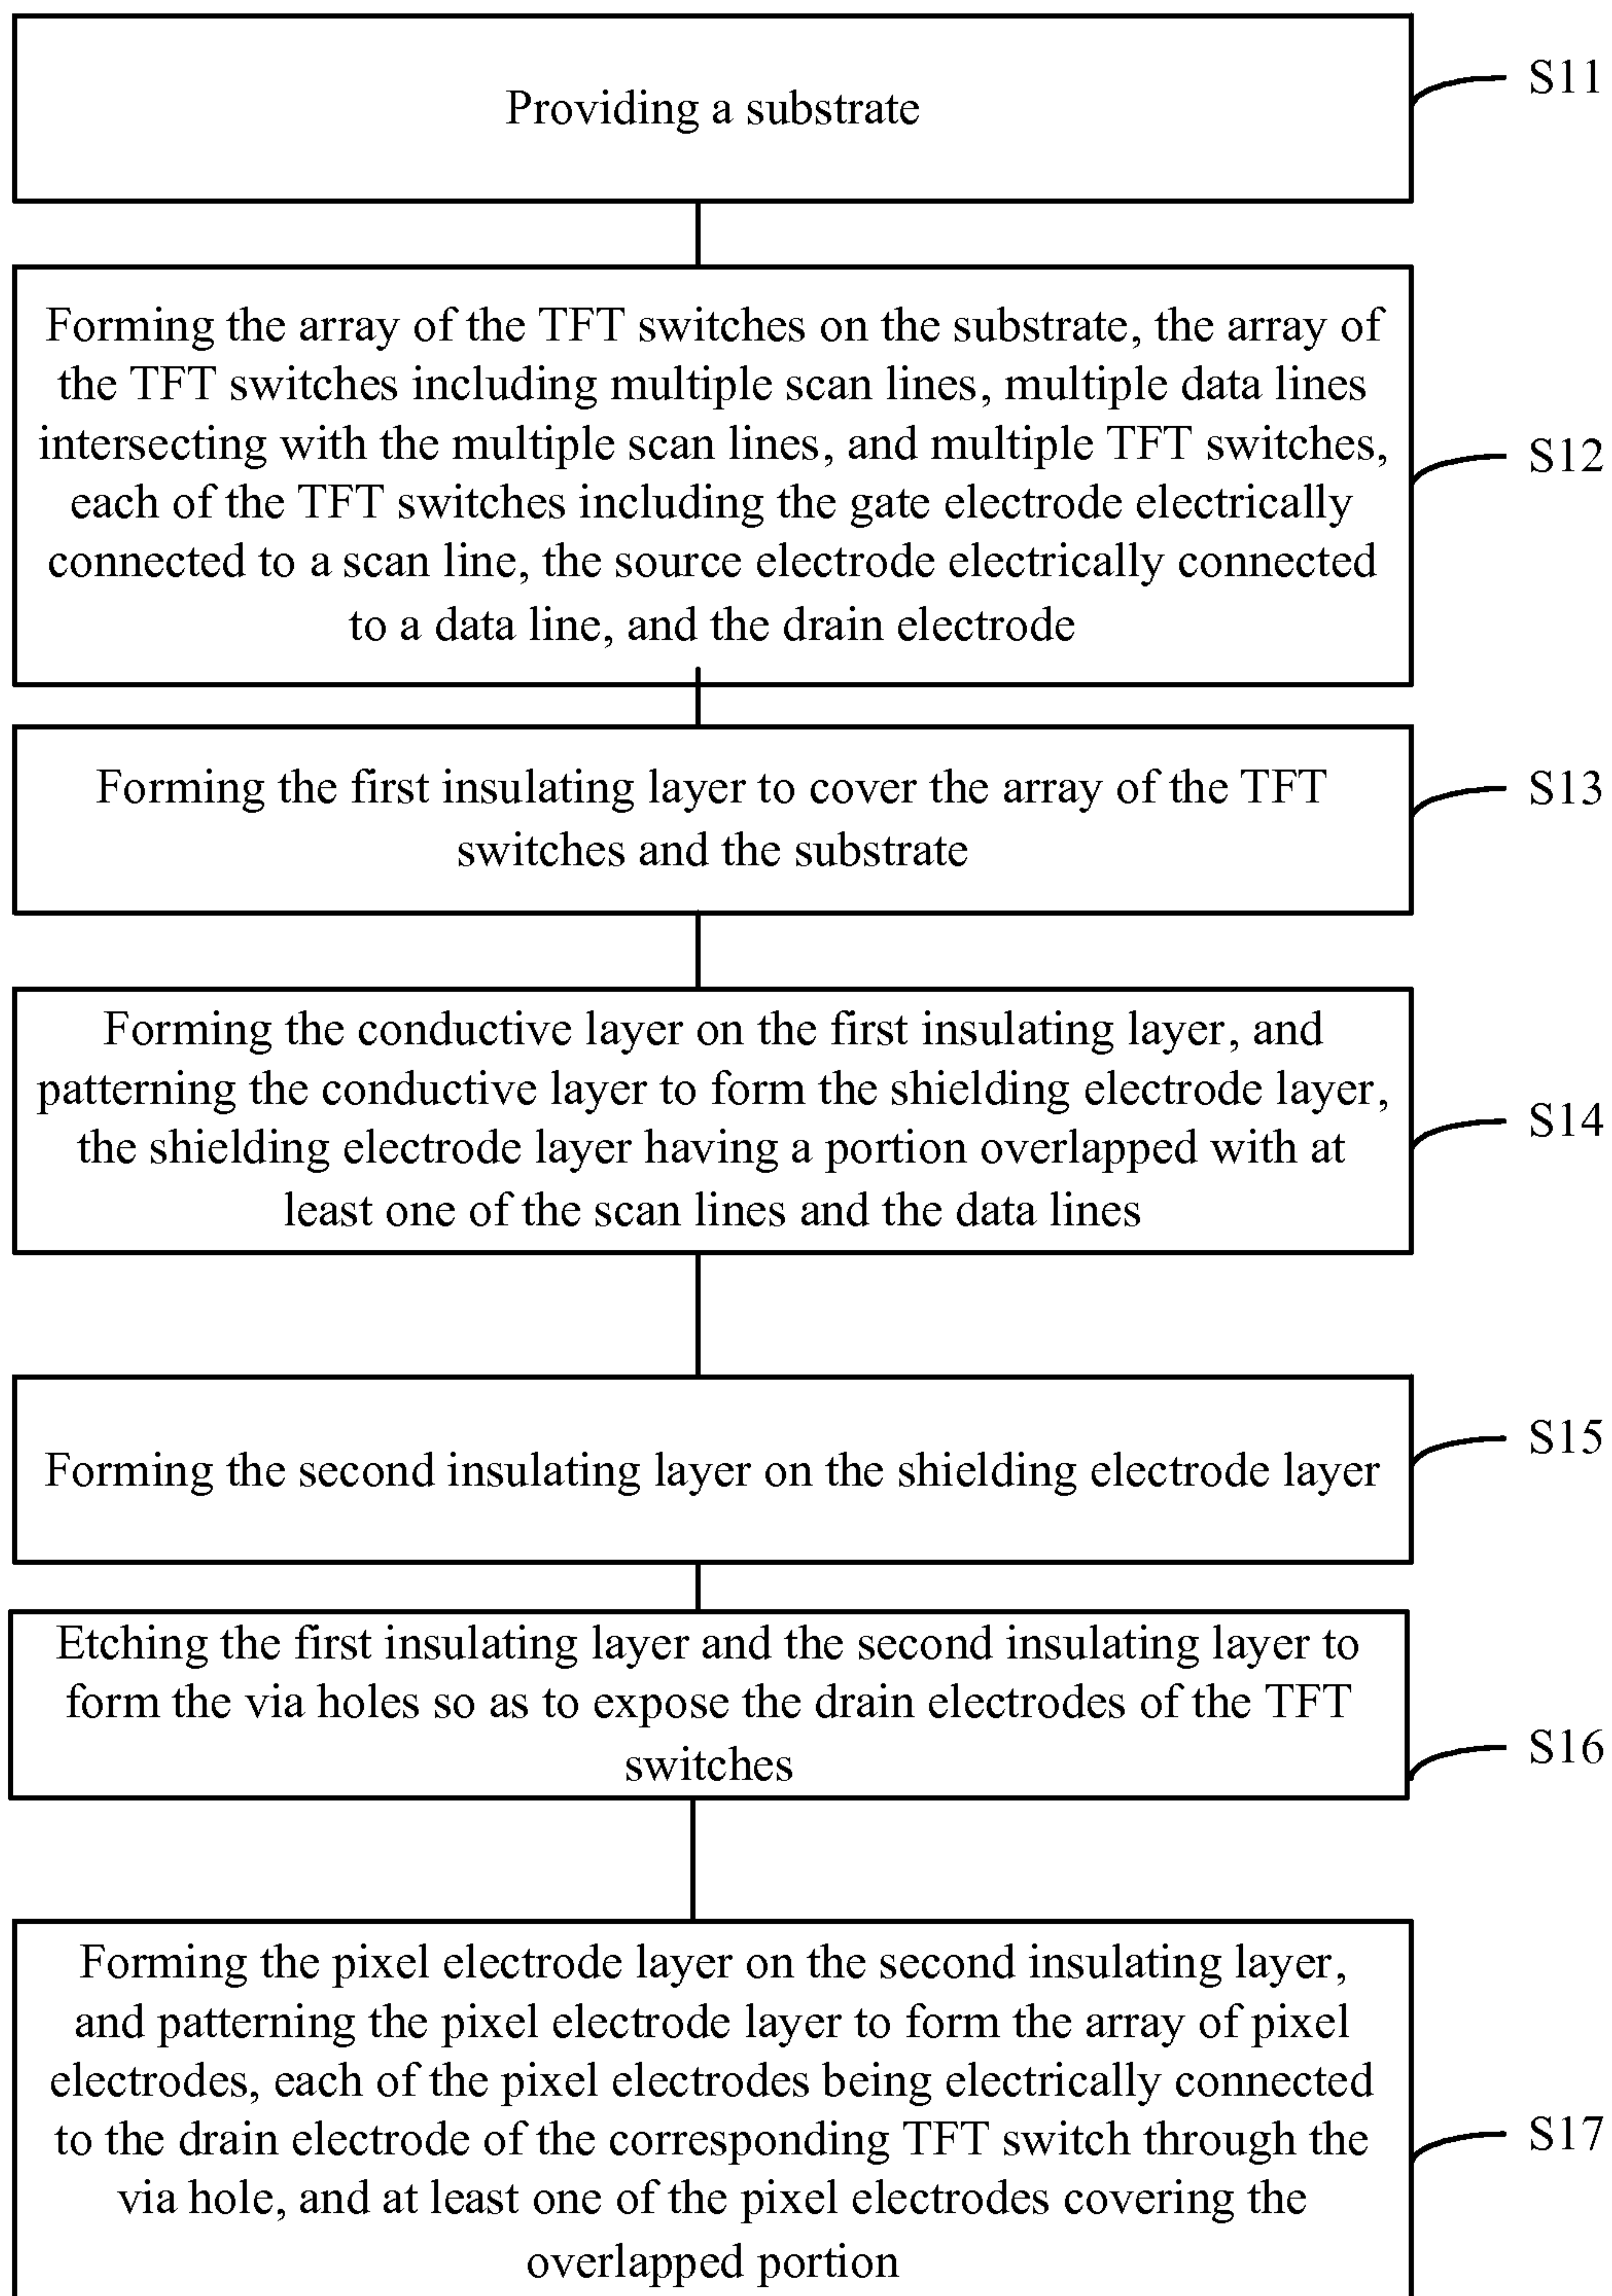 Providing a substrate
S11
Forming the array of the TFT switches on the substrate, the array of
the TFT switches including multiple scan lines, multiple data lines
intersecting with the multiple scan lines, and multiple TFT switches,
each of the TFT switches including the gate electrode electrically
connected to a scan line, the source electrode electrically connected
to a data line, and the drain electrode
S12
Forming the first insulating layer to cover the array of the TFT
switches and the substrate
S13
Forming the conductive layer on the first insulating layer, and
patterning the conductive layer to form the shielding electrode layer,
the shielding electrode layer having a portion overlapped with at
least one of the scan lines and the data lines
S14
Forming the second insulating layer on the shielding electrode layer
S15
Etching the first insulating layer and the second insulating layer to
form the via holes so as to expose the drain electrodes of the TFT
switches
S16
Forming the pixel electrode layer on the second insulating layer,
and patterning the pixel electrode layer to form the array of pixel
electrodes, each of the pixel electrodes being electrically connected
to the drain electrode of the corresponding TFT switch through the
via hole, and at least one of the pixel electrodes covering the
overlapped portion
S17